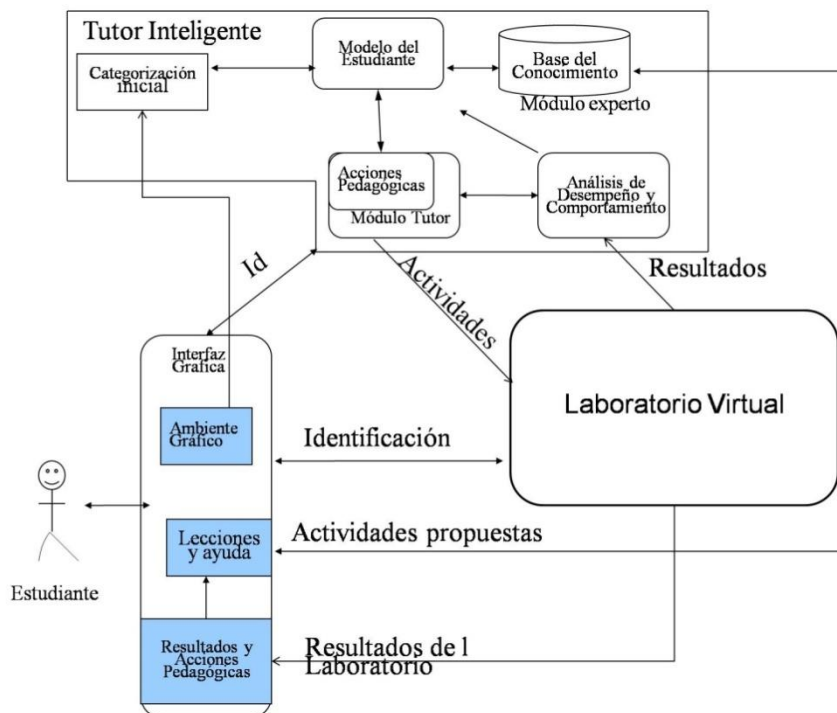 Tutor Inteligente
Categorización
inicial
Modelo del
Estudiante
Base del
Conocimiento
Módulo experto
Acciones
Pedagógicas
Módulo Tutor
Análisis de
Desempeño y
Comportamiento
Id
Actividades
Resultados
Interfaz
Grafica
Laboratorio Virtual
Ambiente
Gráfico
Identificación
Lecciones
y ayuda
Actividades propuestas
Estudiante
Resultados y
Acciones
Pedagógicas
Resultados de l
Laboratorio